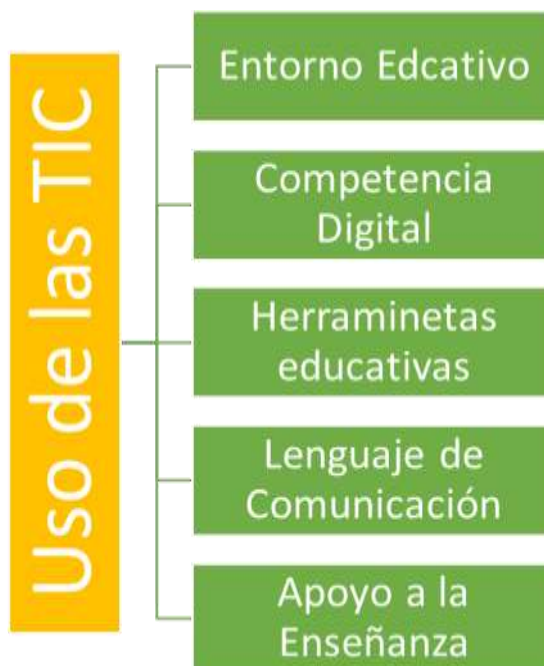 Uso de las TIC
Entorno Edcativo
Competencia
Digital
Herraminetas
educativas
Lenguaje de
Comunicación
Apoyo a la
Enseñanza